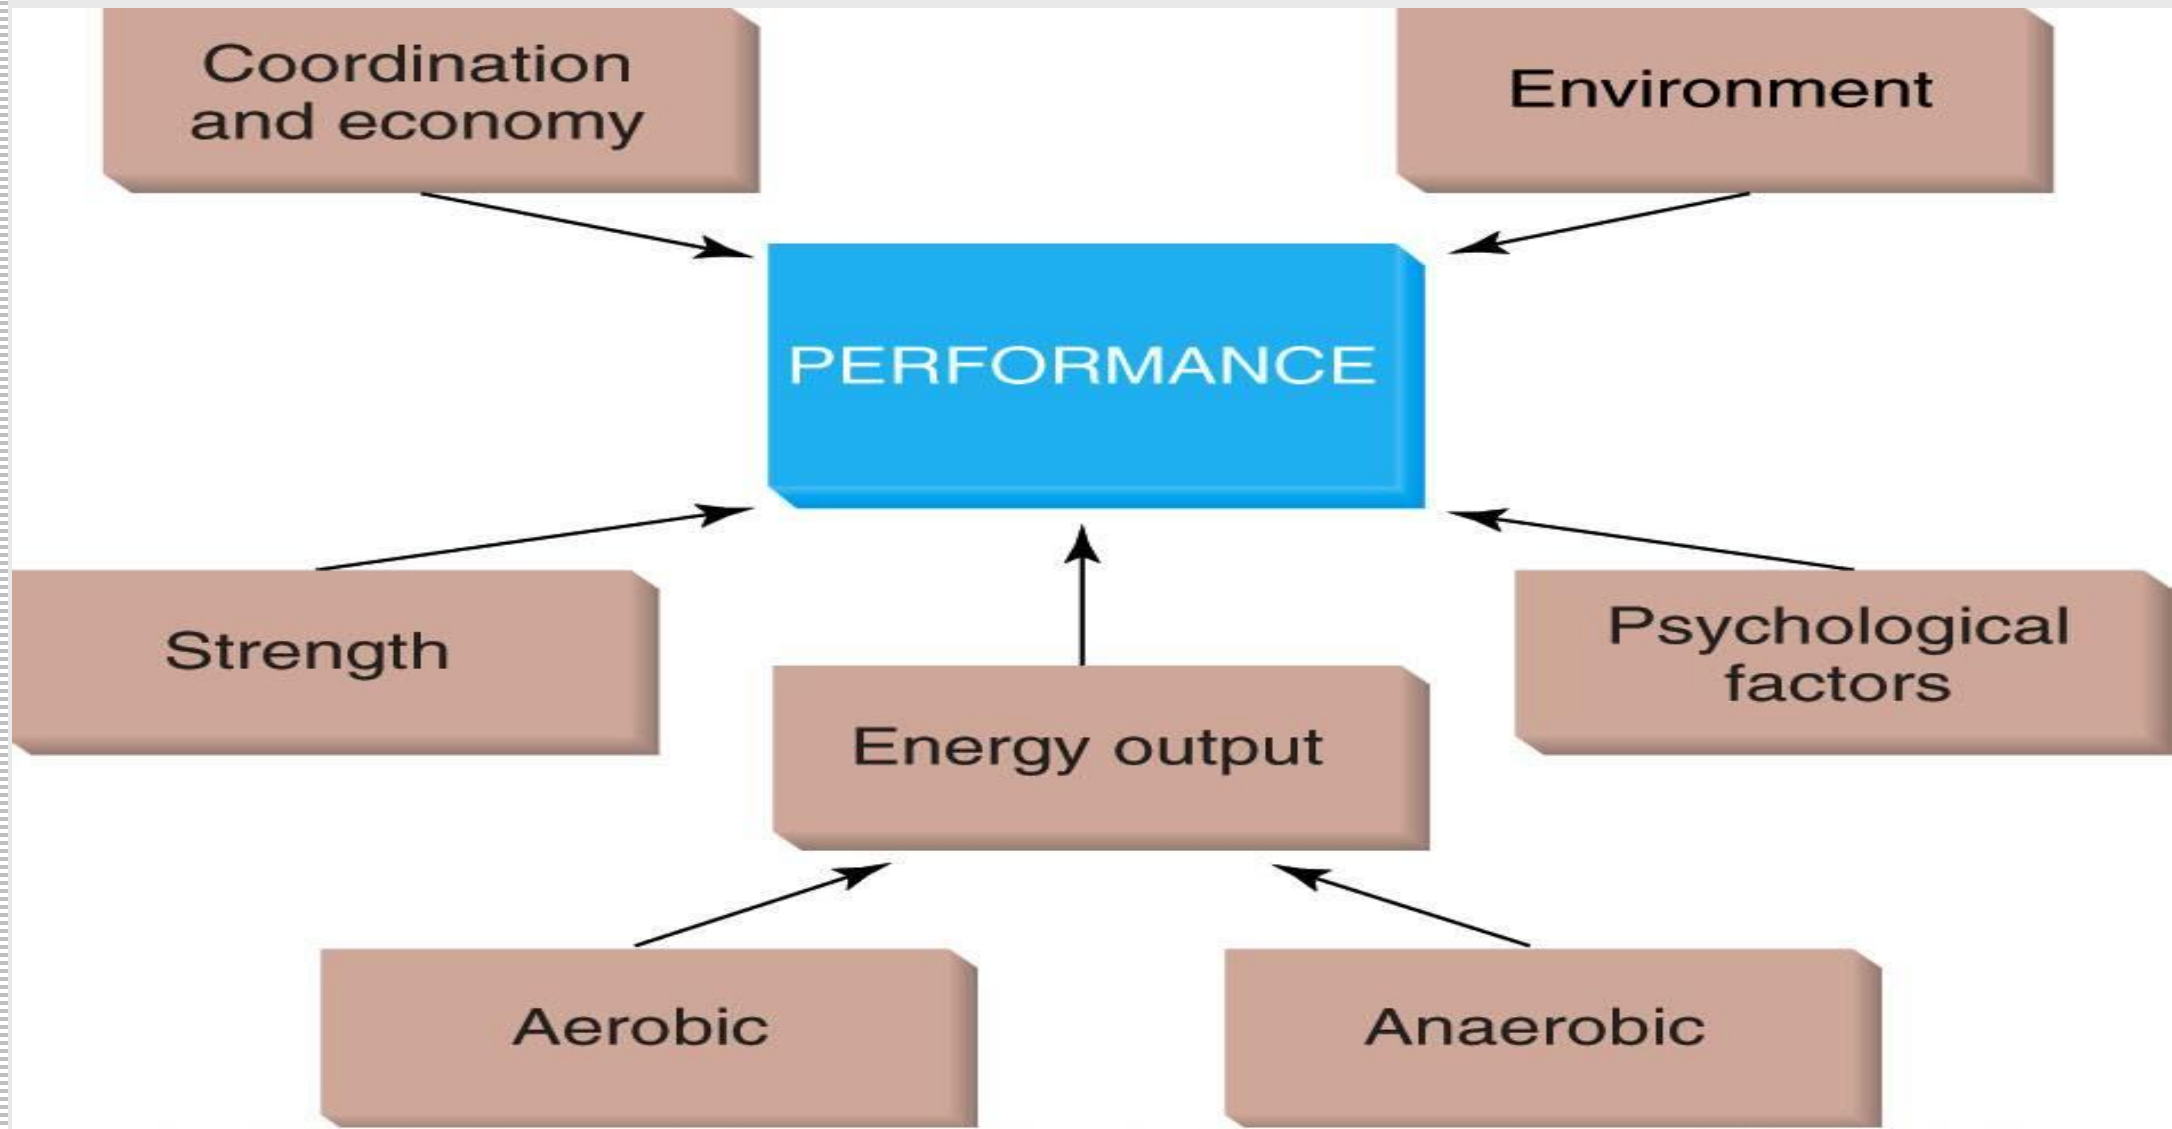 Coordination
and economy
Environment
PERFORMANCE
Strength
Psychological
factors
Energy output
Aerobic
Anaerobic